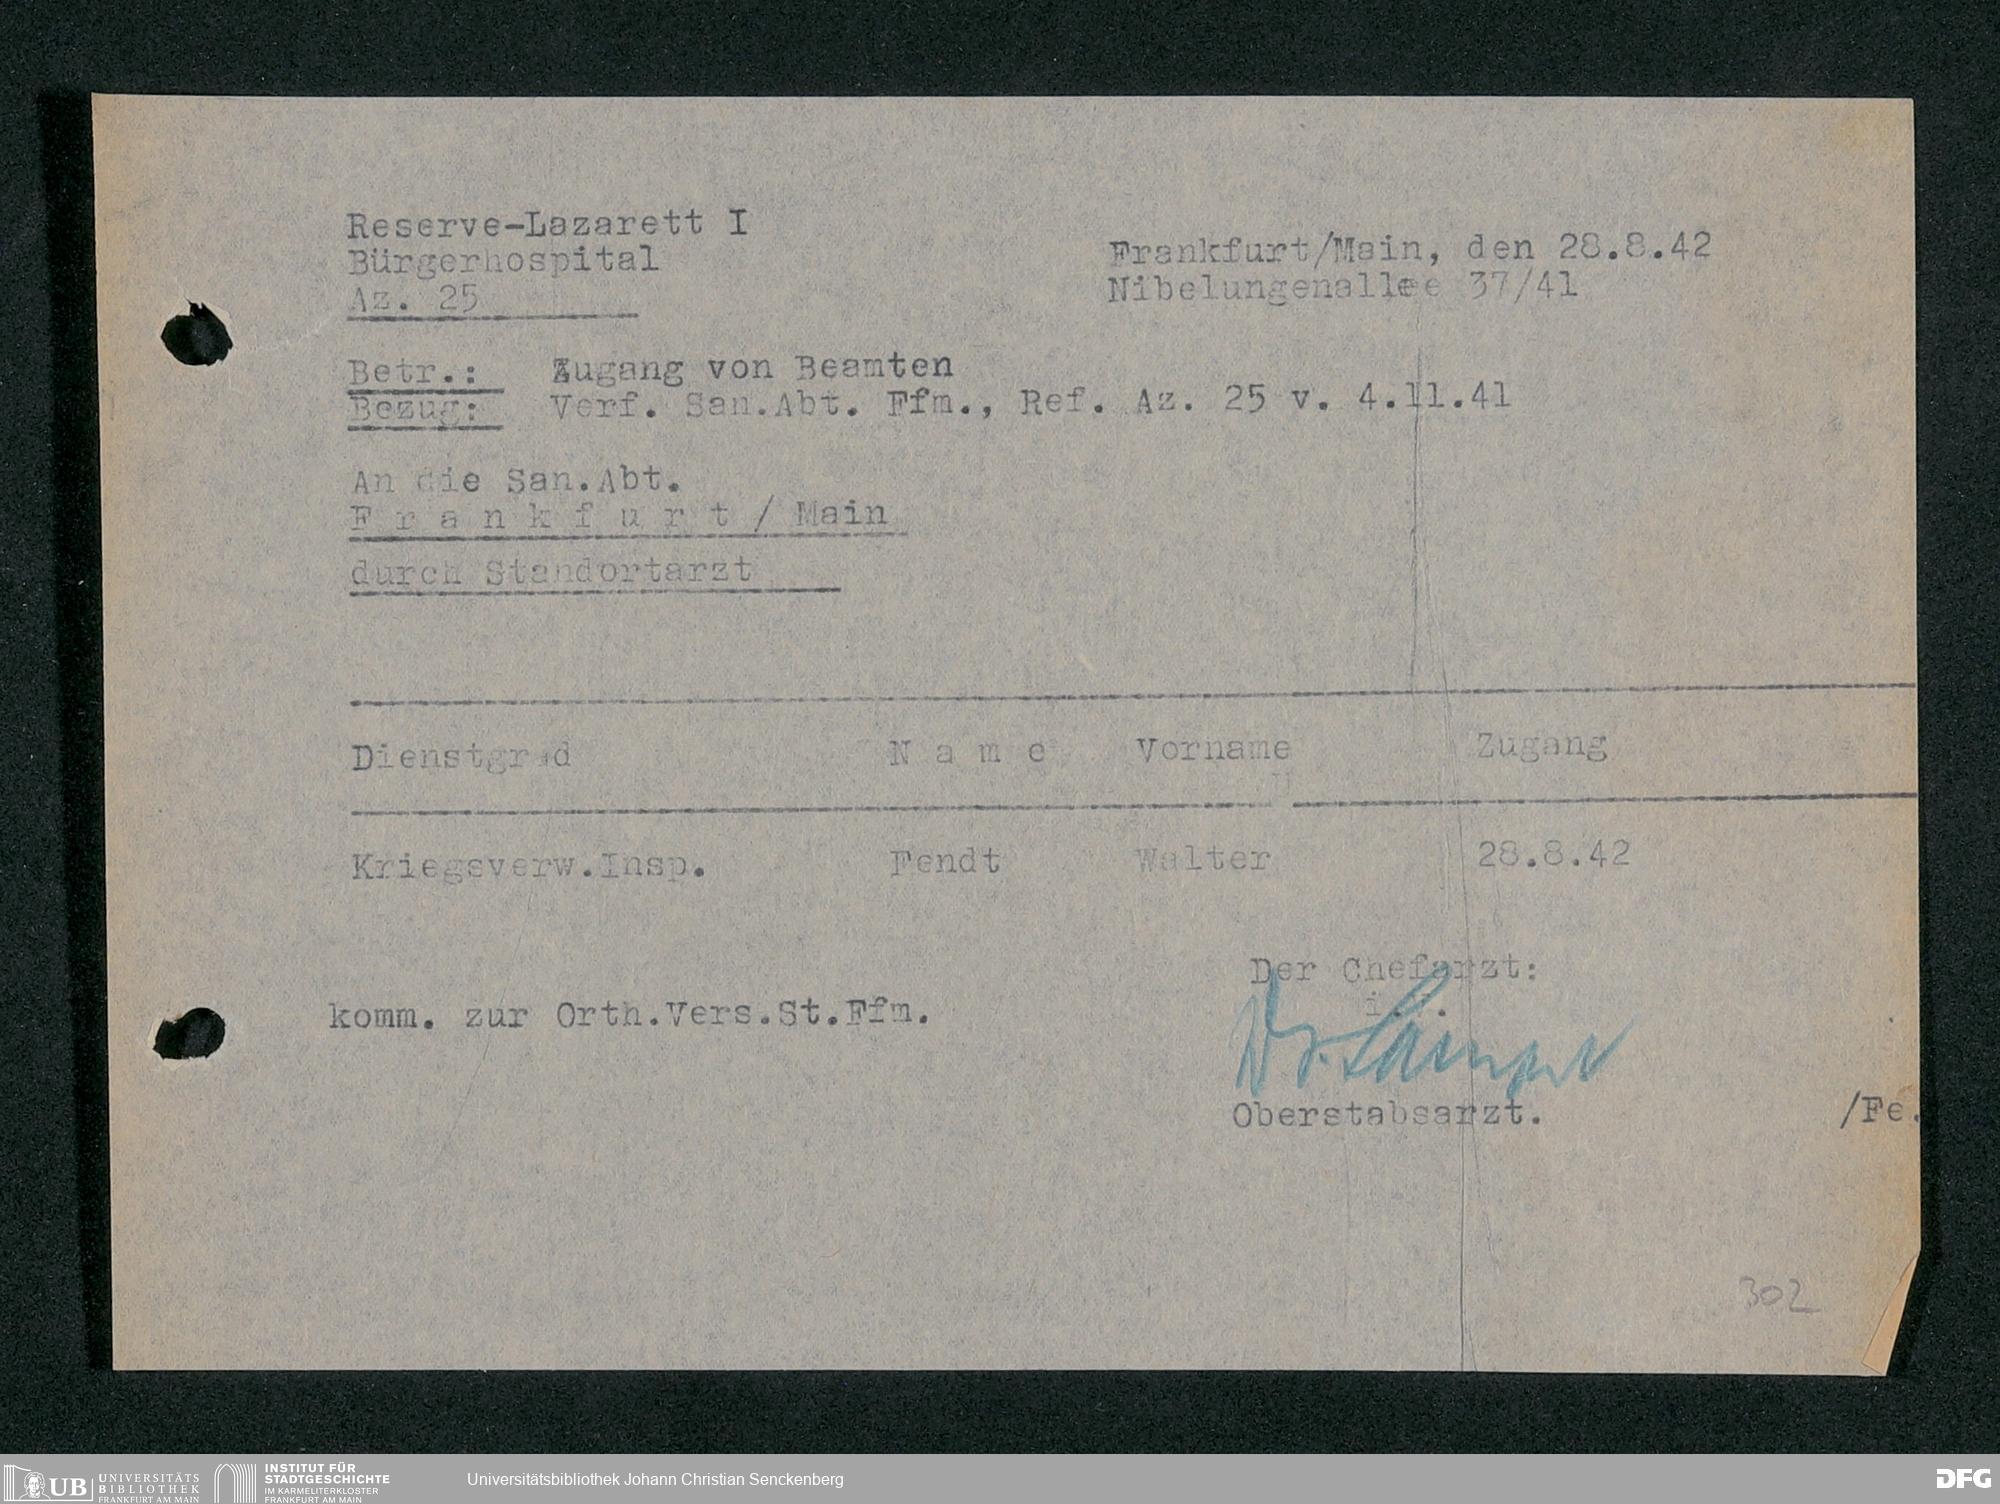 Reserve-Lazarett I
Bürgerhospital
Az. 25
Frankfurt/Main, den 28.8.42
Nibelungenallee 37/41
Betr.: Zugang von Beamten
Bezug: Verf. San.Abt. Ffm., Ref. Az. 25 v. 4.11.41
An die San.Abt.
F r a n k f u r t / Main
durch Standortarzt
Dienstgrad N a m e Vorname Zugang
Kriegsverw.Insp. Fendt Walter 28.8.42
Der Chefarzt:
komm. zur Orth.Vers.St.Ffm.
Dr.
Oberstabsarzt.
/Fe.
302
UB UNIVERSITÄTS BIBLIOTHEK FRANKFURT AM MAIN
INSTITUT FÜR STADTGESCHICHTE IM KARMELITERKLOSTER FRANKFURT AM MAIN
Universitätsbibliothek Johann Christian Senckenberg
DFG